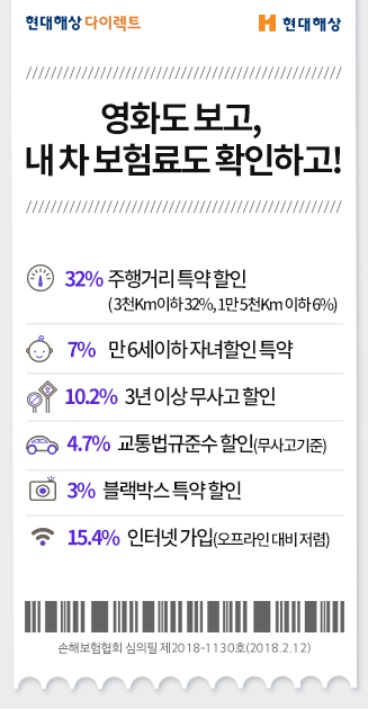 현대해상 다이렉트
현대해상
영화도 보고,
내 차 보험료도 확인하고!
32% 주행거리 특약 할인
(3천Km이하 32%, 1만 5천Km 이하 6%)
7% 만 6세이하 자녀할인 특약
10.2% 3년 이상 무사고 할인
4.7% 교통법규준수 할인(무사고기준)
3% 블랙박스 특약 할인
15.4% 인터넷 가입(오프라인 대비 저렴)
손해보험협회 심의필 제2018-1130호(2018.2.12)